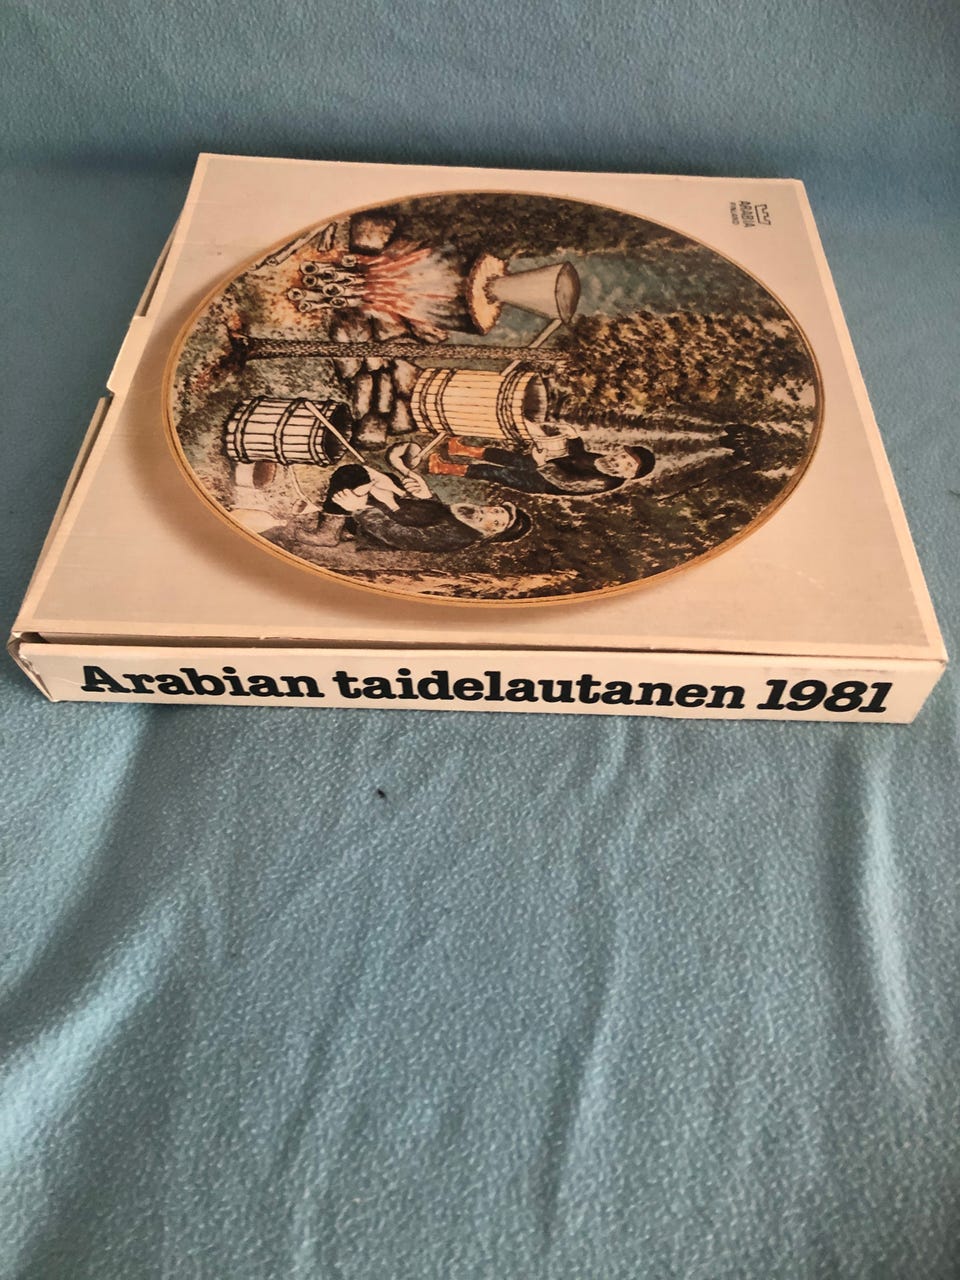 ARABIA
FINLAND
Arabian taidelautanen 1981